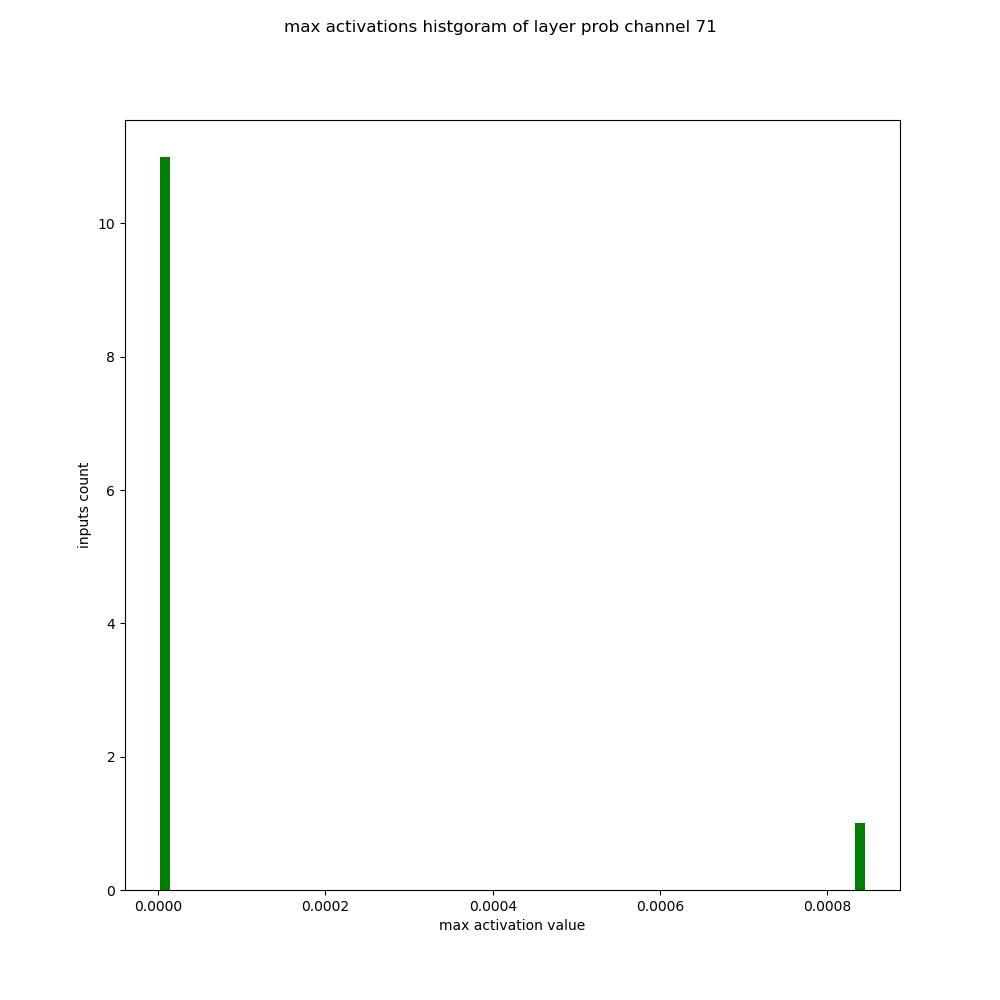 max activations histgoram of layer prob channel 71
inputs count
10
8
6
4
2
0
0.0000 0.0002 0.0004 0.0006 0.0008
max activation value